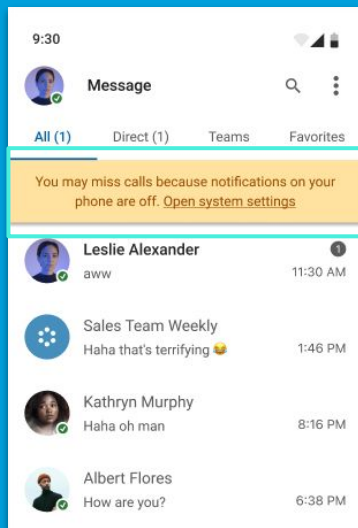 9:30
Message
All (1) Direct (1) Teams Favorites
You may miss calls because notifications on your
phone are off. Open system settings
Leslie Alexander 1
aww 11:30 AM
Sales Team Weekly
Haha that's terrifying 😂 1:46 PM
Kathryn Murphy
Haha oh man 8:16 PM
Albert Flores
How are you? 6:38 PM